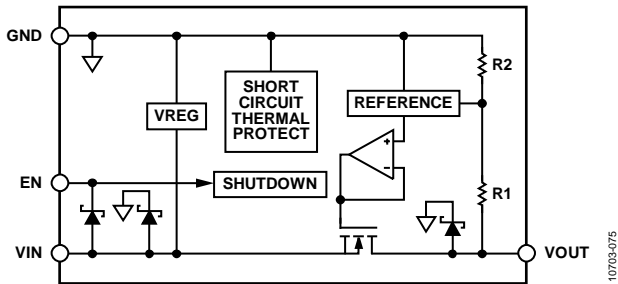 GND
R2
SHORT
CIRCUIT
THERMAL
PROTECT
VREG
REFERENCE
+
−
EN
SHUTDOWN
R1
VIN
VOUT
10703-075